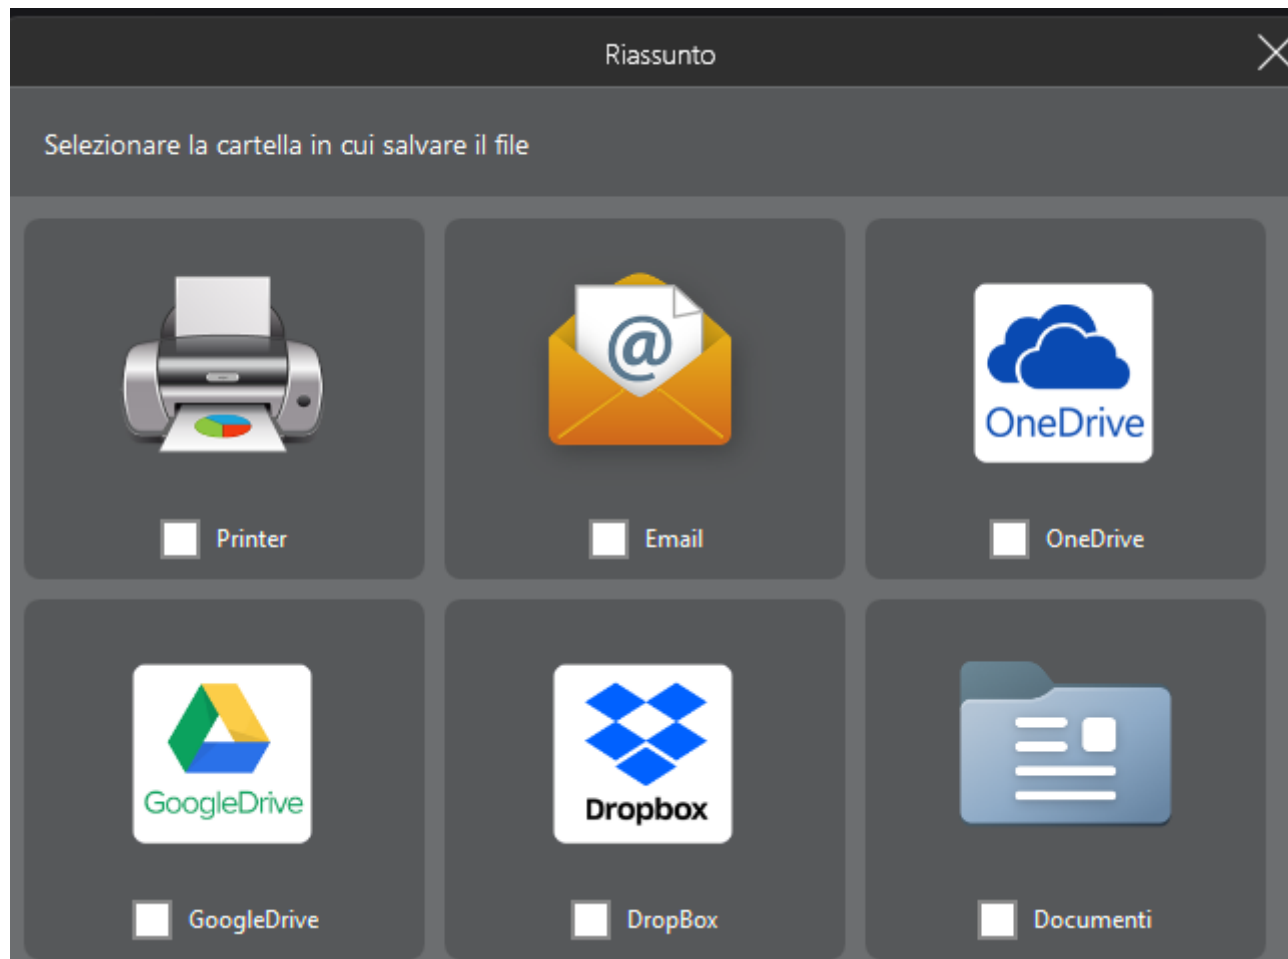 Riassunto
Selezionare la cartella in cui salvare il file
@
OneDrive
Printer
Email
OneDrive
GoogleDrive
Dropbox
GoogleDrive
DropBox
Documenti